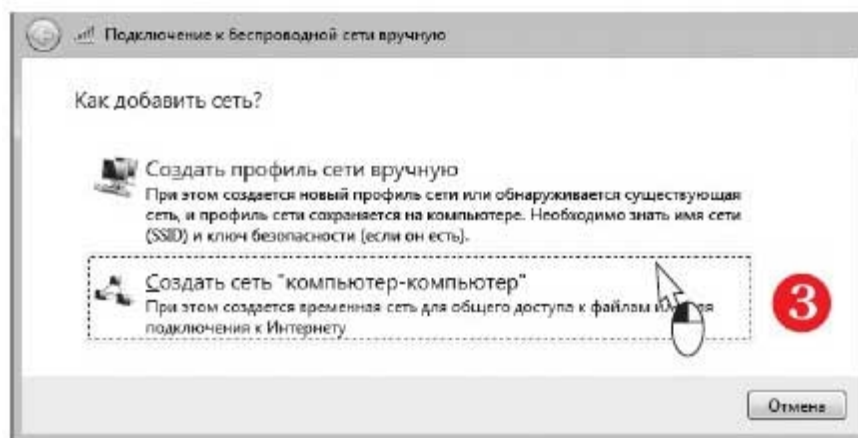 Подключение к беспроводной сети вручную
Как добавить сеть?
Создать профиль сети вручную
При этом создается новый профиль сети или обнаруживается существующая
сеть, и профиль сети сохраняется на компьютере. Необходимо знать имя сети
(SSID) и ключ безопасности (если он есть).
Создать сеть "компьютер-компьютер"
При этом создается временная сеть для общего доступа к файлам
подключения к Интернету
3
Отмена